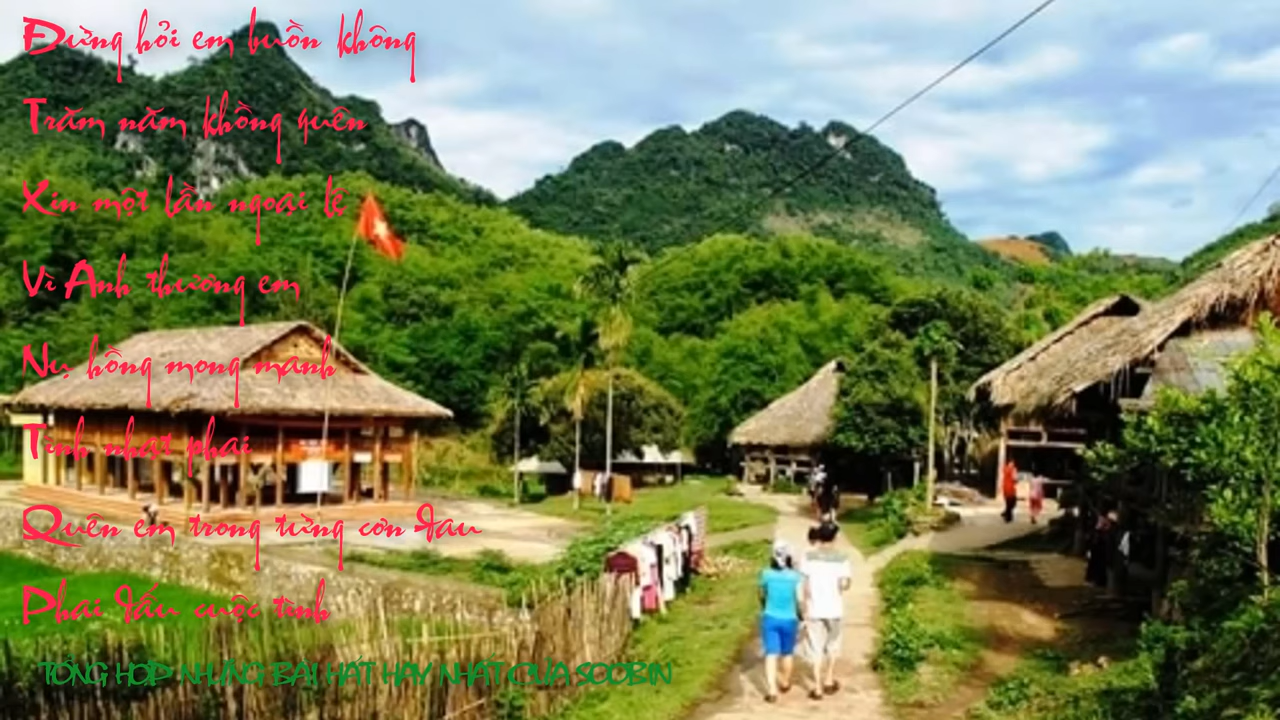 Đừng hỏi em buồn không
Trăm năm không quên
Xin một lần ngoại lệ
Vì Anh thương em
Nụ hồng mong manh
Tình nhạt phai
Quên em trong từng cơn đau
Phai dấu cuộc tình
TỔNG HỢP NHỮNG BÀI HÁT HAY NHẤT CỦA SOOBIN